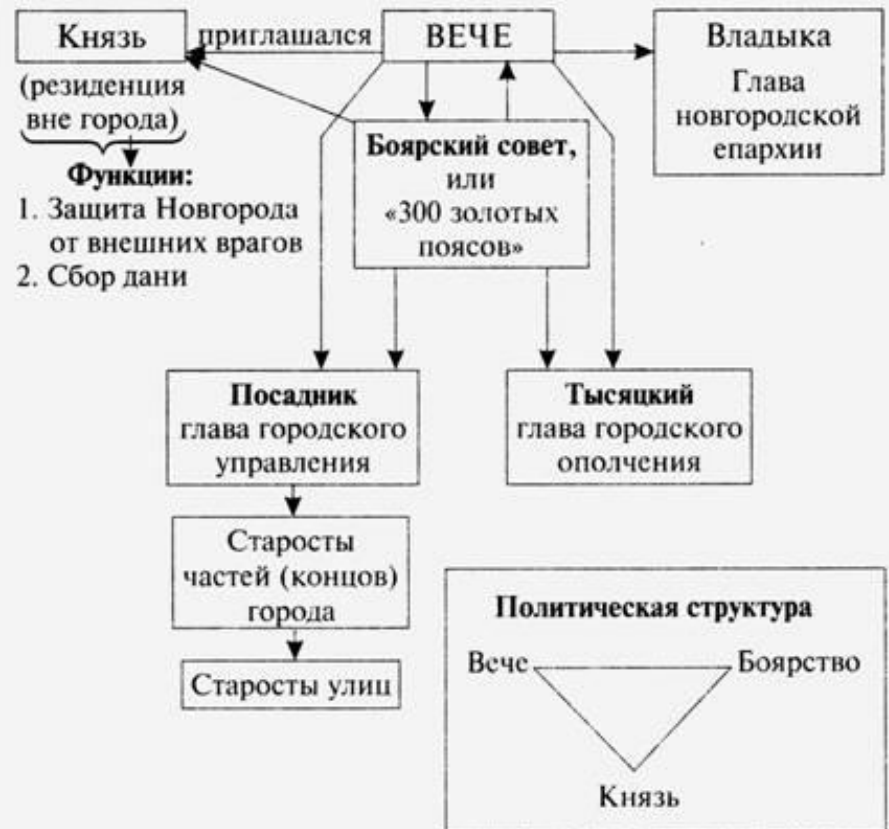 Князь
приглашался
ВЕЧЕ
Владыка
Глава
новгородской
епархии
(резиденция
вне города)
Функции:
1. Защита Новгорода
от внешних врагов
2. Сбор дани
Боярский совет,
или
«300 золотых
поясов»
Посадник
глава городского
управления
Тысяцкий
глава городского
ополчения
Старосты
частей (концов)
города
Старосты улиц
Политическая структура
Вече
Боярство
Князь